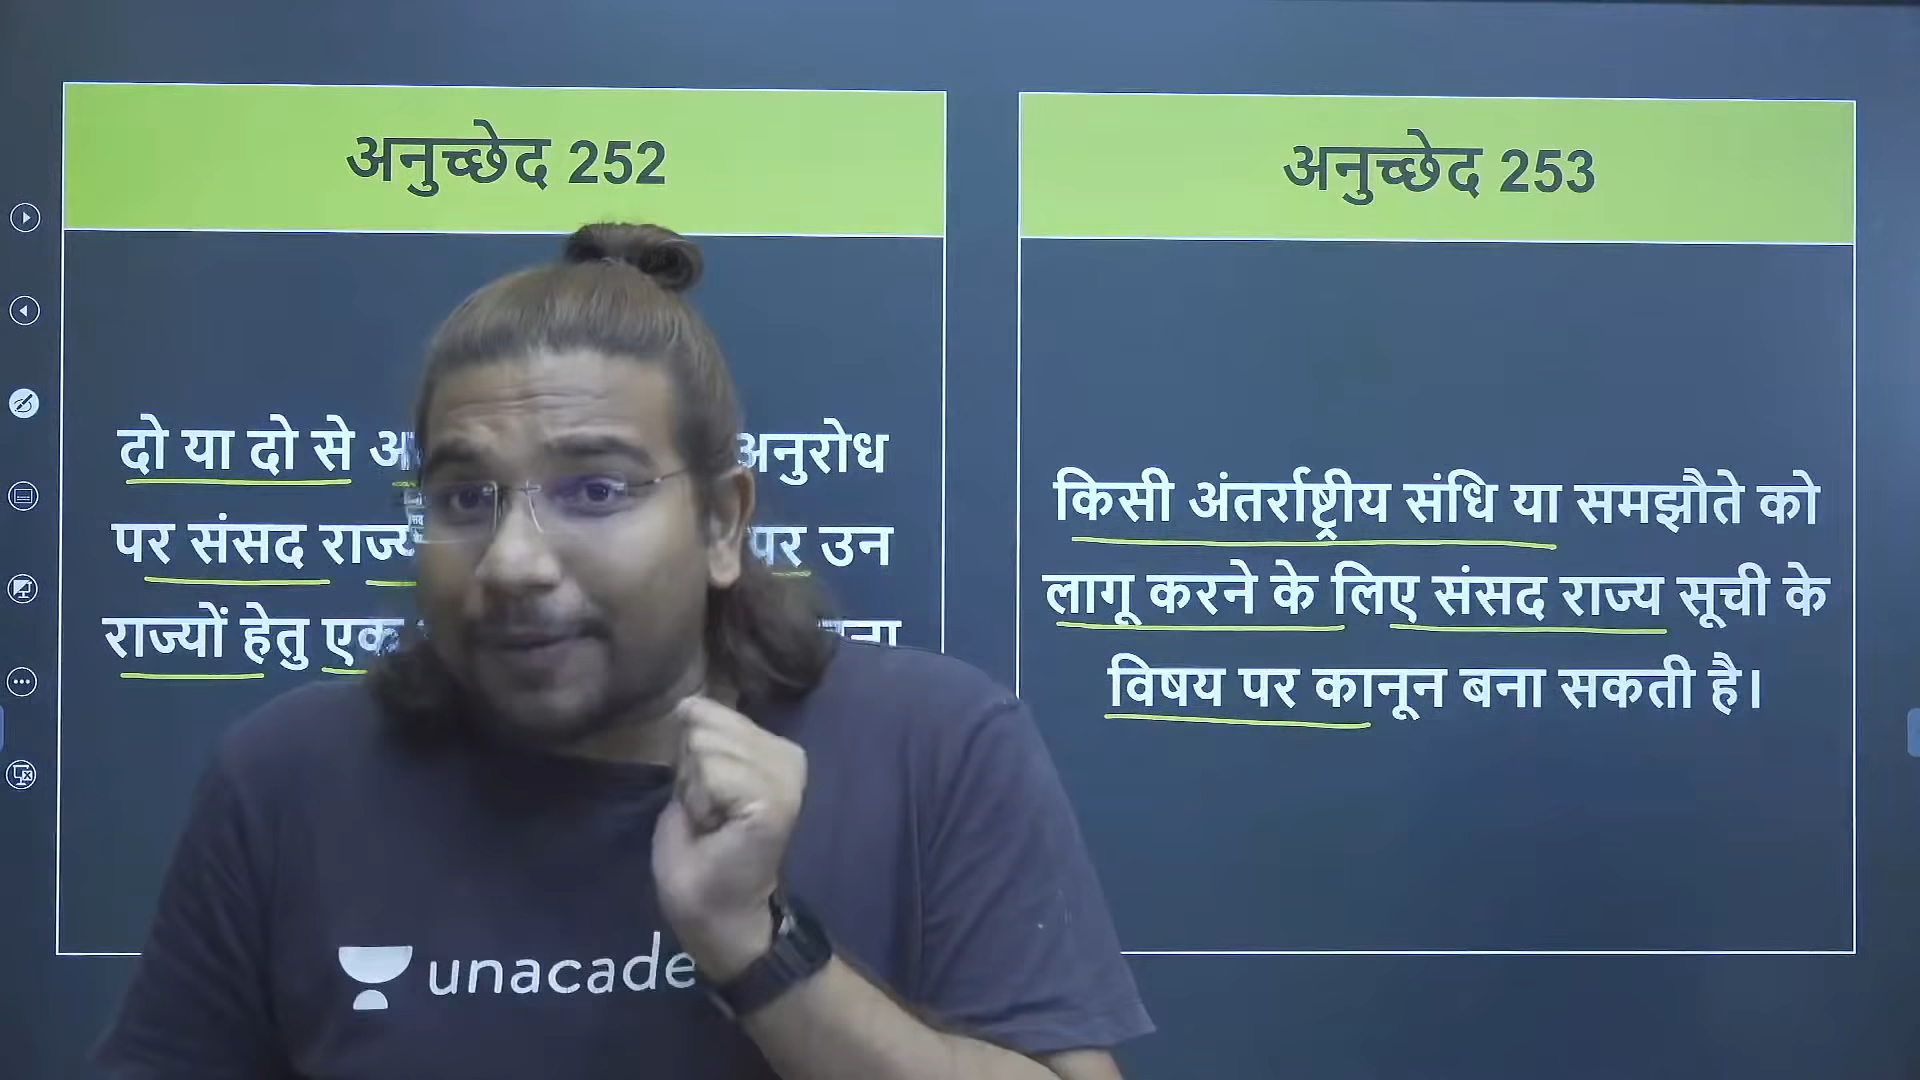 अनुच्छेद 252
दो या दो से अनुरोध
पर संसद पर उन
राज्यों हेतु एक
अनुच्छेद 253
किसी अंतर्राष्ट्रीय संधि या समझौते को
लागू करने के लिए संसद राज्य सूची के
विषय पर कानून बना सकती है।
unacade